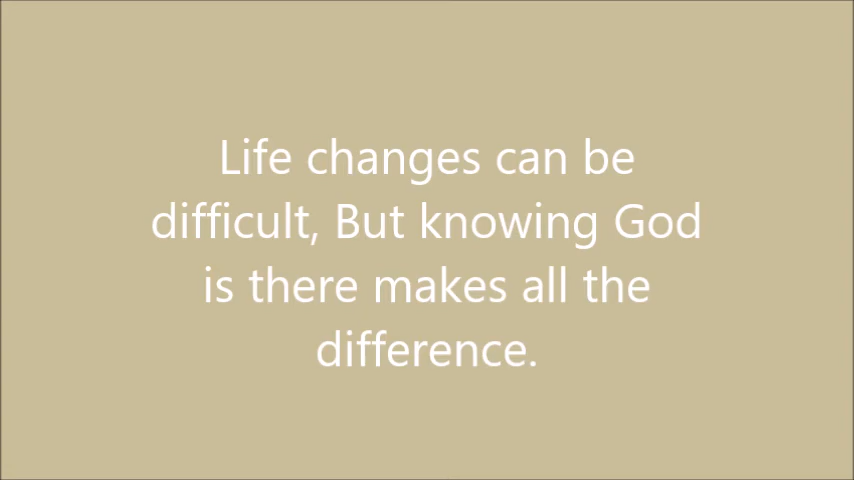 Life changes can be
difficult, But knowing God
is there makes all the
difference.